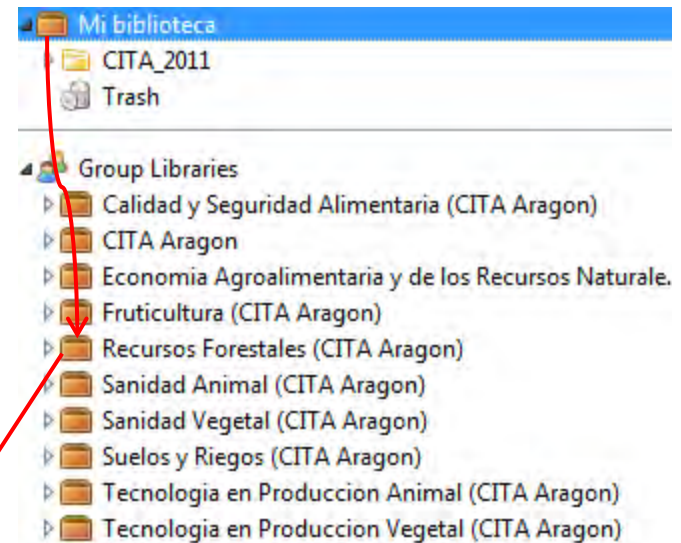 Mi biblioteca
CITA_2011
Trash
Group Libraries
Calidad y Seguridad Alimentaria (CITA Aragon)
CITA Aragon
Economia Agroalimentaria y de los Recursos Naturale.
Fruticultura (CITA Aragon)
Recursos Forestales (CITA Aragon)
Sanidad Animal (CITA Aragon)
Sanidad Vegetal (CITA Aragon)
Suelos y Riegos (CITA Aragon)
Tecnologia en Produccion Animal (CITA Aragon)
Tecnologia en Produccion Vegetal (CITA Aragon)